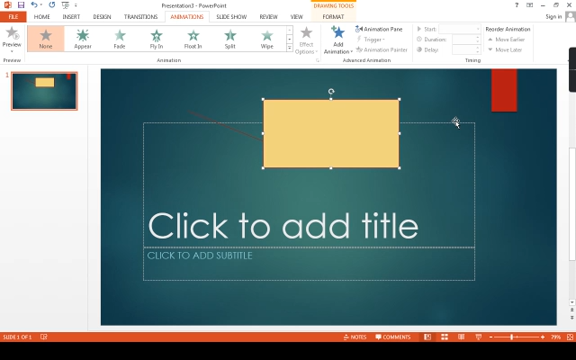 Presentation3 - PowerPoint
DRAWING TOOLS
? Sign in
FILE HOME INSERT DESIGN TRANSITIONS ANIMATIONS SLIDE SHOW REVIEW VIEW FORMAT
Preview None Appear Fade Fly In Float In Split Wipe Effect Options Add Animation Animation Pane Trigger Animation Painter Start: Duration: Delay: Reorder Animation Move Earlier Move Later
Preview Animation Advanced Animation Timing
1
Click to add title
CLICK TO ADD SUBTITLE
SLIDE 1 OF 1 NOTES COMMENTS 79%